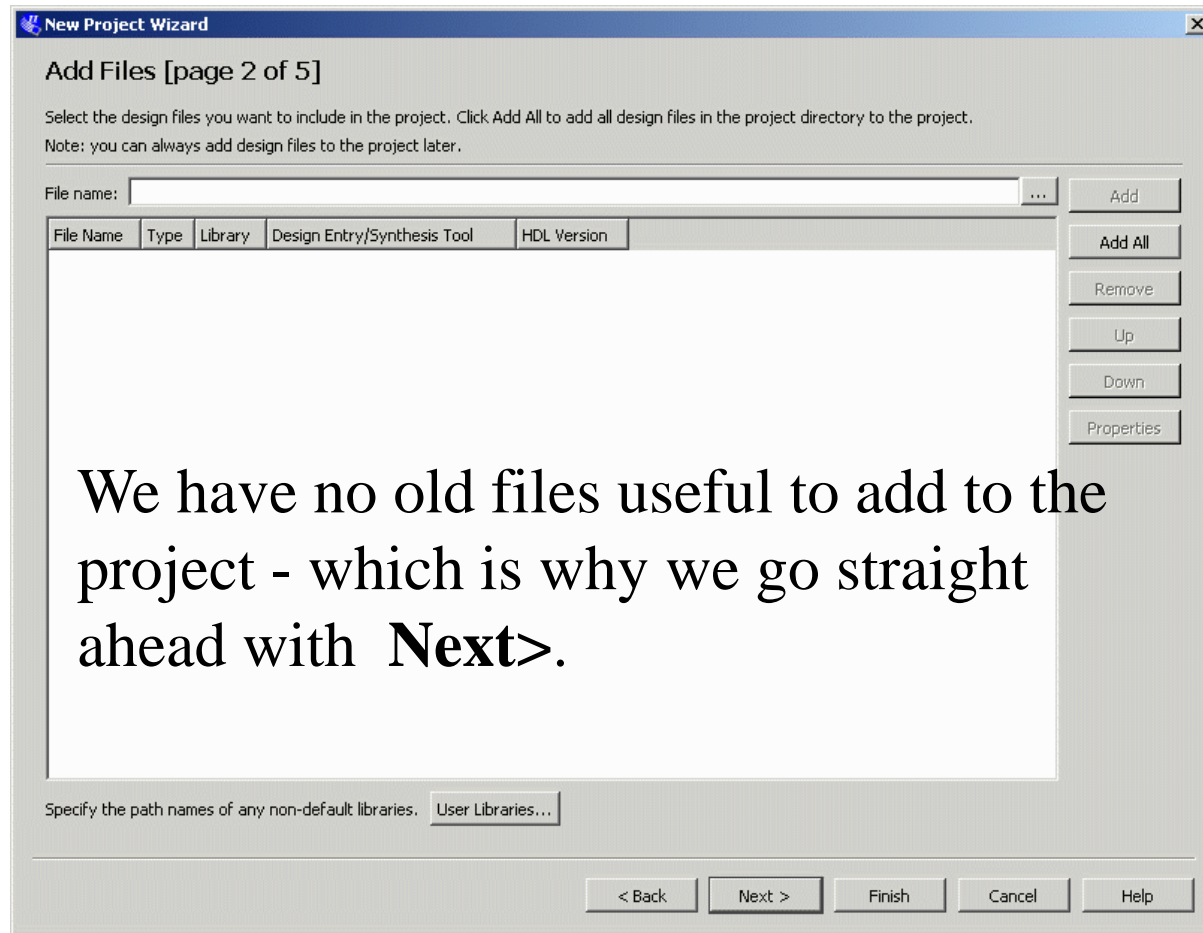 New Project Wizard
Add Files [page 2 of 5]
Select the design files you want to include in the project. Click Add All to add all design files in the project directory to the project.
Note: you can always add design files to the project later.
File name: ... Add
File Name Type Library Design Entry/Synthesis Tool HDL Version
Add All
Remove
Up
Down
Properties
We have no old files useful to add to the
project - which is why we go straight
ahead with Next>.
Specify the path names of any non-default libraries. User Libraries...
< Back Next > Finish Cancel Help